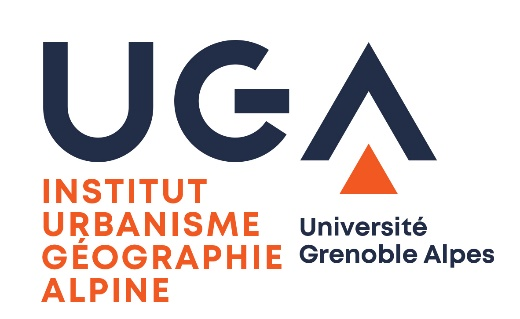 UGA
INSTITUT
URBANISME
GÉOGRAPHIE
ALPINE
Université
Grenoble Alpes